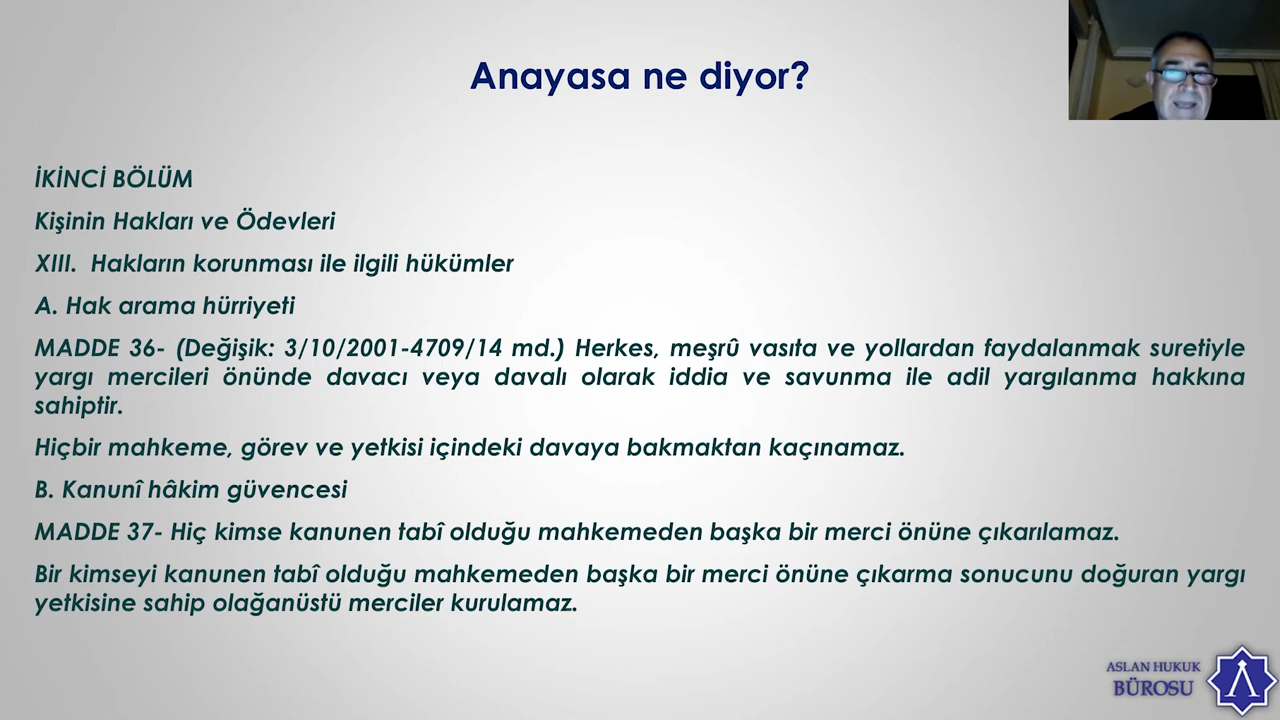 Anayasa ne diyor?
İKİNCİ BÖLÜM
Kişinin Hakları ve Ödevleri
XIII. Hakların korunması ile ilgili hükümler
A. Hak arama hürriyeti
MADDE 36- (Değişik: 3/10/2001-4709/14 md.) Herkes, meşrû vasıta ve yollardan faydalanmak suretiyle
yargı mercileri önünde davacı veya davalı olarak iddia ve savunma ile adil yargılanma hakkına
sahiptir.
Hiçbir mahkeme, görev ve yetkisi içindeki davaya bakmaktan kaçınamaz.
B. Kanunî hâkim güvencesi
MADDE 37- Hiç kimse kanunen tabî olduğu mahkemeden başka bir merci önüne çıkarılamaz.
Bir kimseyi kanunen tabî olduğu mahkemeden başka bir merci önüne çıkarma sonucunu doğuran yargı
yetkisine sahip olağanüstü merciler kurulamaz.
ASLAN HUKUK
BÜROSU